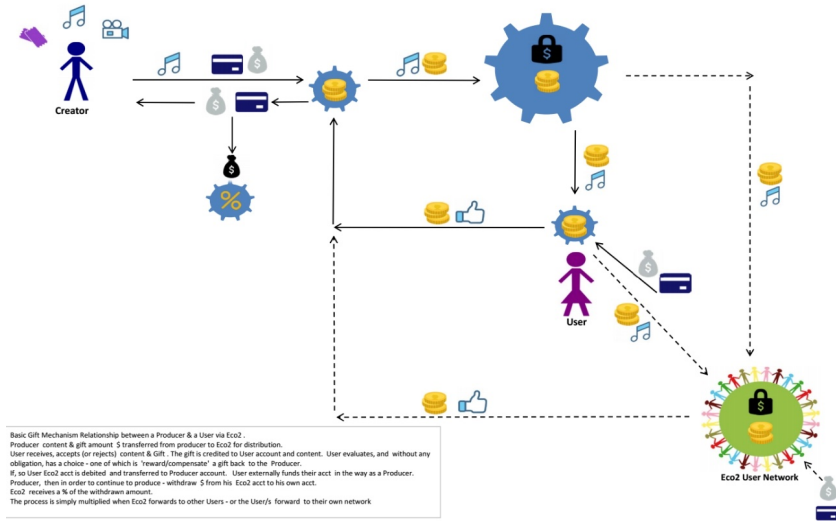 $
$
$
Creator
$
$
%
$
User
$
Eco2 User Network
$
Basic Gift Mechanism Relationship between a Producer & a User via Eco2 .
Producer content & gift amount $ transferred from producer to Eco2 for distribution.
User receives, accepts (or rejects) content & Gift . The gift is credited to User account and content. User evaluates, and without any
obligation, has a choice - one of which is 'reward/compensate' a gift back to the Producer.
If, so User Eco2 acct is debited and transferred to Producer account. User externally funds their acct in the way as a Producer.
Producer, then in order to continue to produce - withdraw $ from his Eco2 acct to his own acct.
Eco2 receives a % of the withdrawn amount.
The process is simply multiplied when Eco2 forwards to other Users - or the User/s forward to their own network